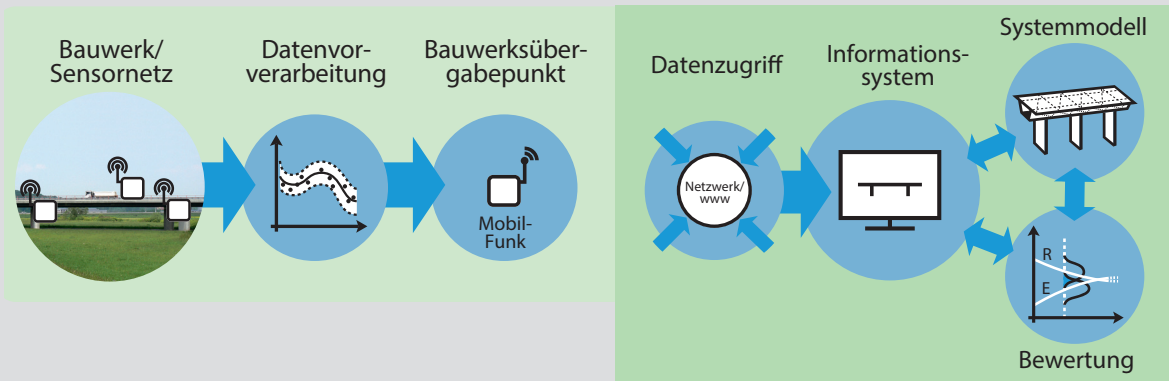 Bauwerk/
Sensornetz
Datenvor-
verarbeitung
Bauwerksüber-
gabepunkt
Mobil-
Funk
Datenzugriff
Netzwerk/
www
Informations-
system
Systemmodell
R
E
Bewertung